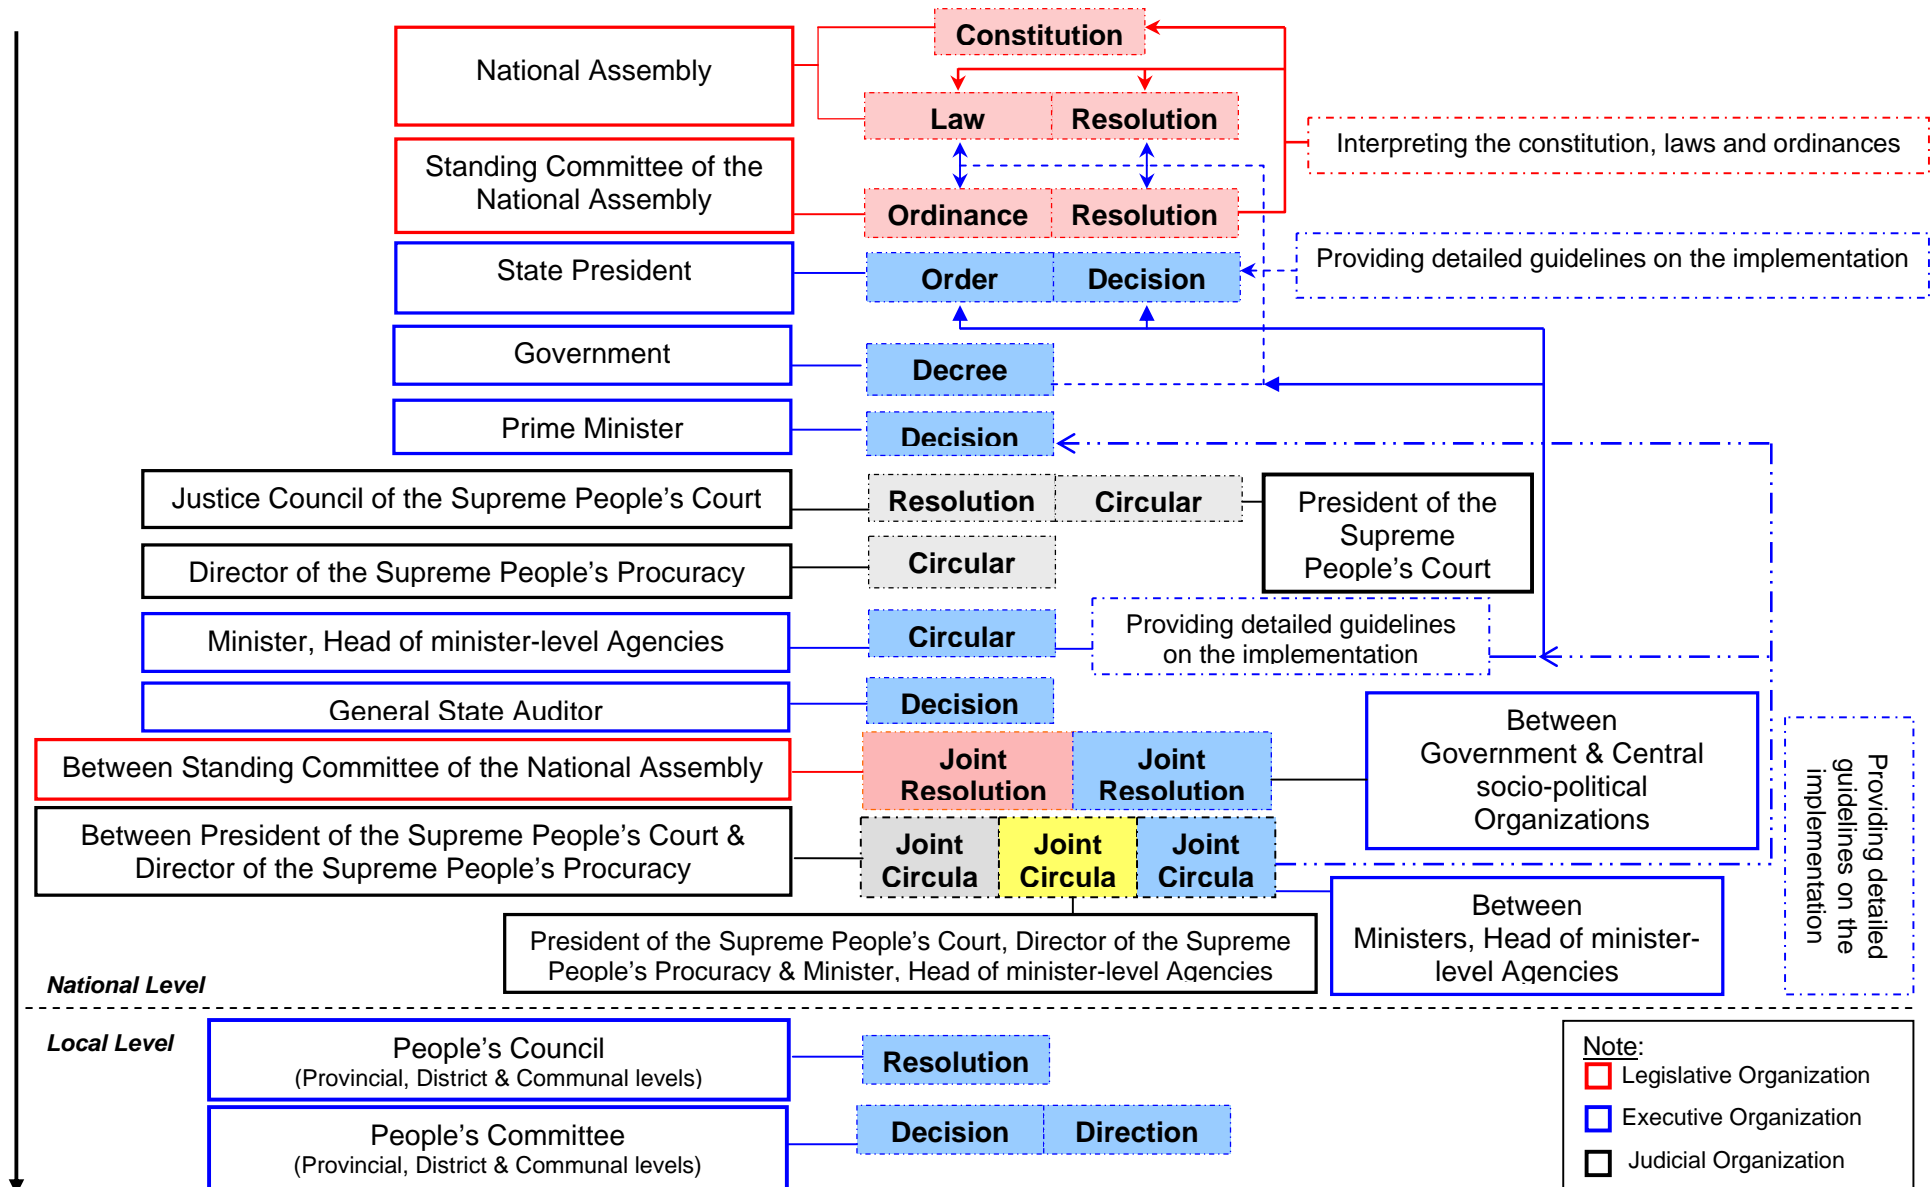 Constitution
National Assembly
Law
Resolution
Interpreting the constitution, laws and ordinances
Standing Committee of the
National Assembly
Ordinance
Resolution
State President
Order
Decision
Providing detailed guidelines on the implementation
Government
Decree
Prime Minister
Decision
Justice Council of the Supreme People's Court
Resolution
Circular
President of the
Supreme
People's Court
Director of the Supreme People's Procuracy
Circular
Minister, Head of minister-level Agencies
Circular
Providing detailed guidelines
on the implementation
General State Auditor
Decision
Between
Government & Central
socio-political
Organizations
Between Standing Committee of the National Assembly
Joint
Resolution
Joint
Resolution
Between President of the Supreme People's Court &
Director of the Supreme People's Procuracy
Joint
Circula
Joint
Circula
Joint
Circula
Providing detailed
guidelines on the
implementation
President of the Supreme People's Court, Director of the Supreme
People's Procuracy & Minister, Head of minister-level Agencies
Between
Ministers, Head of minister-
level Agencies
National Level
Local Level
People's Council
(Provincial, District & Communal levels)
Resolution
People's Committee
(Provincial, District & Communal levels)
Decision
Direction
Note:
Legislative Organization
Executive Organization
Judicial Organization